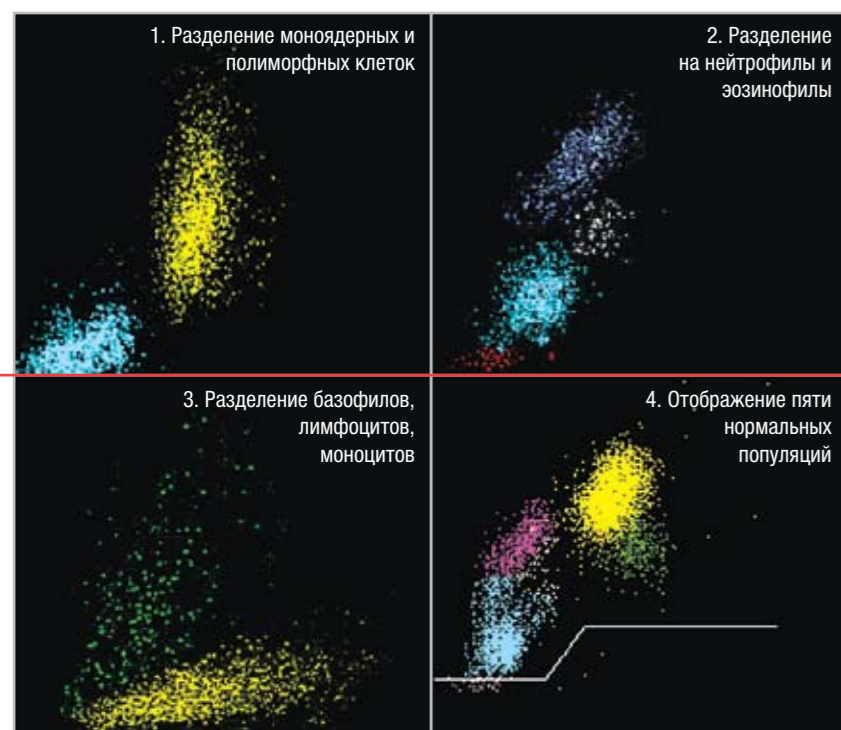 1. Разделение моноядерных и
полиморфных клеток
2. Разделение
на нейтрофилы и
эозинофилы
3. Разделение базофилов,
лимфоцитов,
моноцитов
4. Отображение пяти
нормальных
популяций